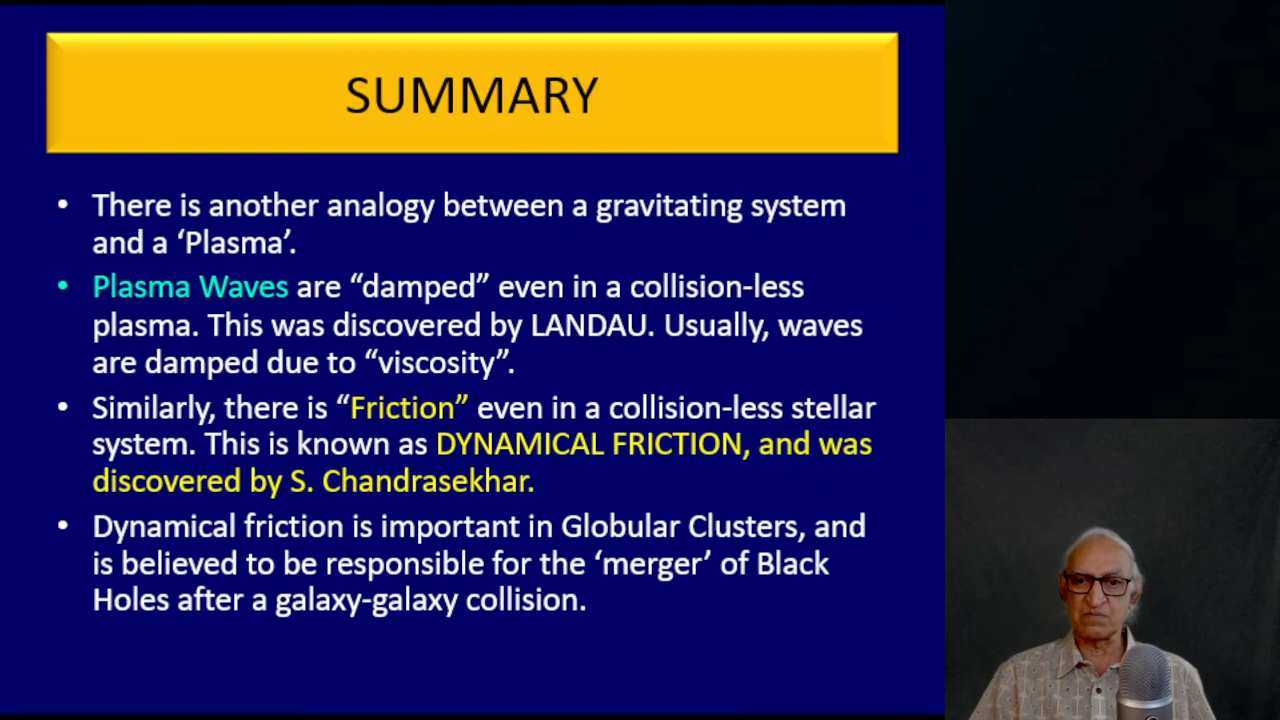 SUMMARY
• There is another analogy between a gravitating system
and a ‘Plasma’.
• Plasma Waves are “damped” even in a collision-less
plasma. This was discovered by LANDAU. Usually, waves
are damped due to “viscosity”.
• Similarly, there is “Friction” even in a collision-less stellar
system. This is known as DYNAMICAL FRICTION, and was
discovered by S. Chandrasekhar.
• Dynamical friction is important in Globular Clusters, and
is believed to be responsible for the ‘merger’ of Black
Holes after a galaxy-galaxy collision.